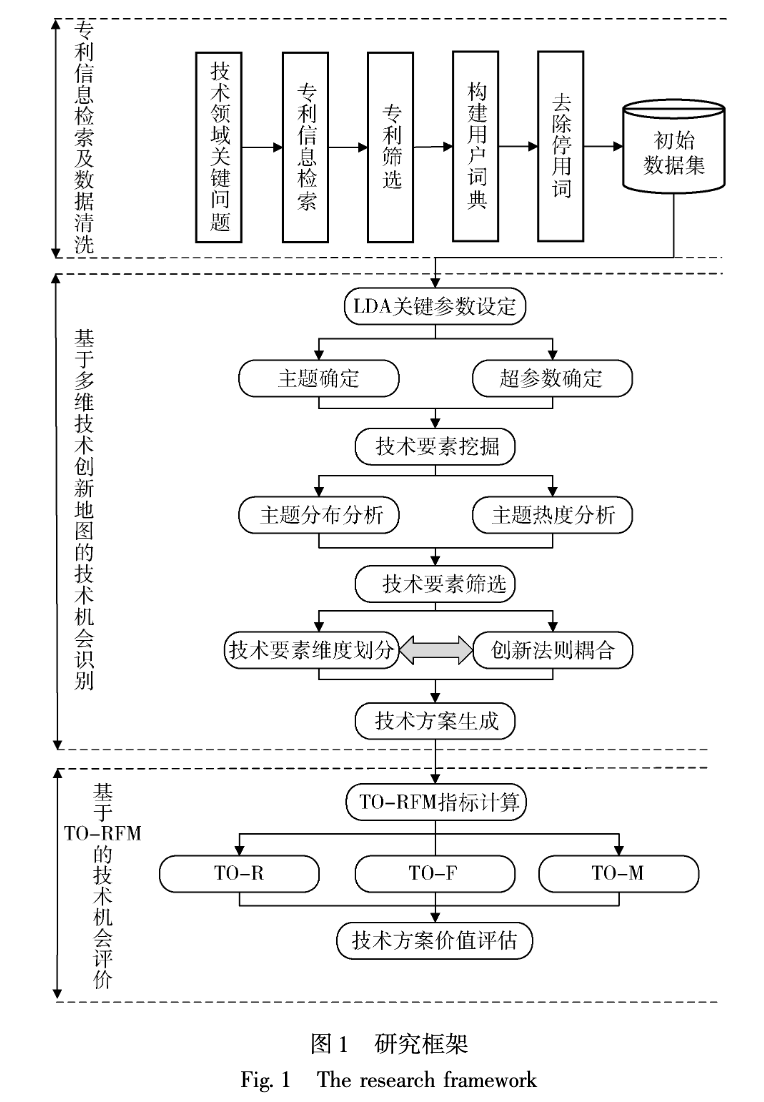 专利信息检索及数据清洗
技术领域关键问题
专利信息检索
专利筛选
构建用户词典
去除停用词
初始
数据集
基于多维技术创新地图的技术机会识别
LDA关键参数设定
主题确定
超参数确定
技术要素挖掘
主题分布分析
主题热度分析
技术要素筛选
技术要素维度划分
创新法则耦合
技术方案生成
基于
TO-RFM
的技术机会评价
TO-RFM指标计算
TO-R
TO-F
TO-M
技术方案价值评估
图1 研究框架
Fig. 1 The research framework